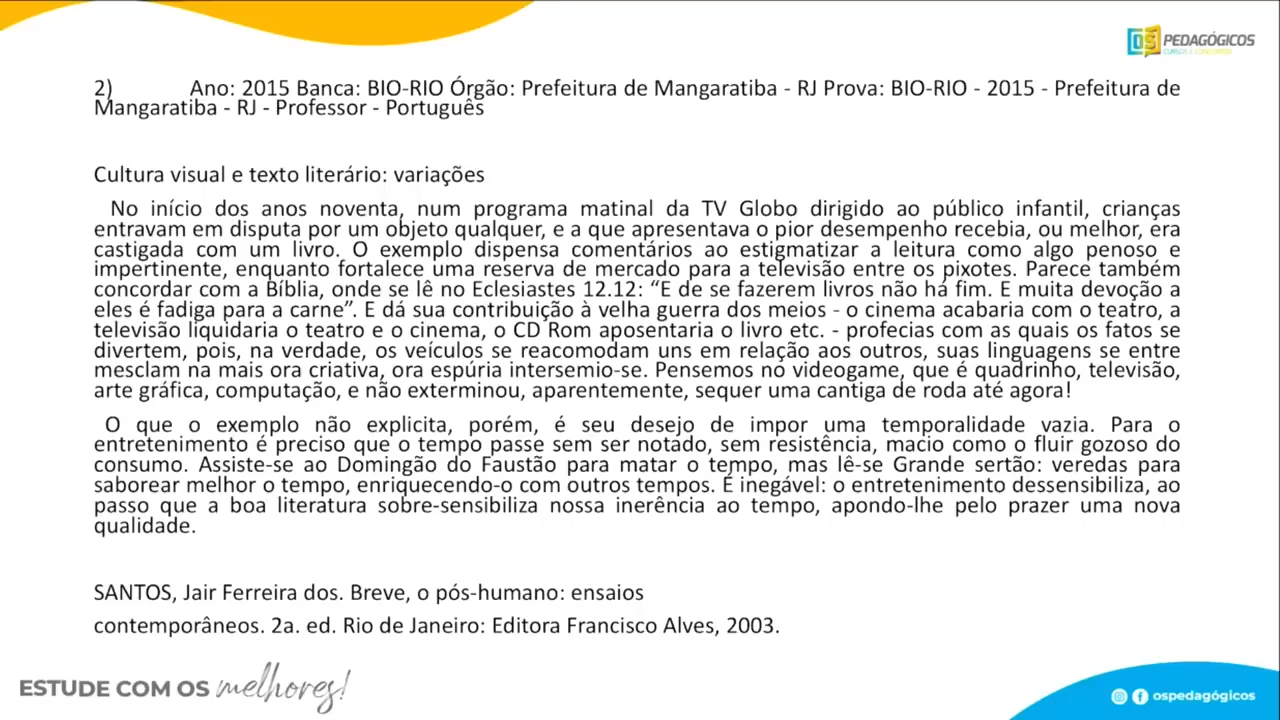 OS PEDAGÓGICOS
CURSOS E CONCURSOS
2) Ano: 2015 Banca: BIO-RIO Órgão: Prefeitura de Mangaratiba - RJ Prova: BIO-RIO - 2015 - Prefeitura de
Mangaratiba - RJ - Professor - Português
Cultura visual e texto literário: variações
No início dos anos noventa, num programa matinal da TV Globo dirigido ao público infantil, crianças
entravam em disputa por um objeto qualquer, e a que apresentava o pior desempenho recebia, ou melhor, era
castigada com um livro. O exemplo dispensa comentários ao estigmatizar a leitura como algo penoso e
impertinente, enquanto fortalece uma reserva de mercado para a televisão entre os pixotes. Parece também
concordar com a Bíblia, onde se lê no Eclesiastes 12.12: “E de se fazerem livros não há fim. E muita devoção a
eles é fadiga para a carne”. E dá sua contribuição à velha guerra dos meios - o cinema acabaria com o teatro, a
televisão liquidaria o teatro e o cinema, o CD Rom aposentaria o livro etc. - profecias com as quais os fatos se
divertem, pois, na verdade, os veículos se reacomodam uns em relação aos outros, suas linguagens se entre
mesclam na mais ora criativa, ora espúria intersemio-se. Pensemos no videogame, que é quadrinho, televisão,
arte gráfica, computação, e não exterminou, aparentemente, sequer uma cantiga de roda até agora!
O que o exemplo não explicita, porém, é seu desejo de impor uma temporalidade vazia. Para o
entretenimento é preciso que o tempo passe sem ser notado, sem resistência, macio como o fluir gozoso do
consumo. Assiste-se ao Domingão do Faustão para matar o tempo, mas lê-se Grande sertão: veredas para
saborear melhor o tempo, enriquecendo-o com outros tempos. É inegável: o entretenimento dessensibiliza, ao
passo que a boa literatura sobre-sensibiliza nossa inerência ao tempo, apondo-lhe pelo prazer uma nova
qualidade.
SANTOS, Jair Ferreira dos. Breve, o pós-humano: ensaios
contemporâneos. 2a. ed. Rio de Janeiro: Editora Francisco Alves, 2003.
ESTUDE COM OS melhores!
ospedagógicos